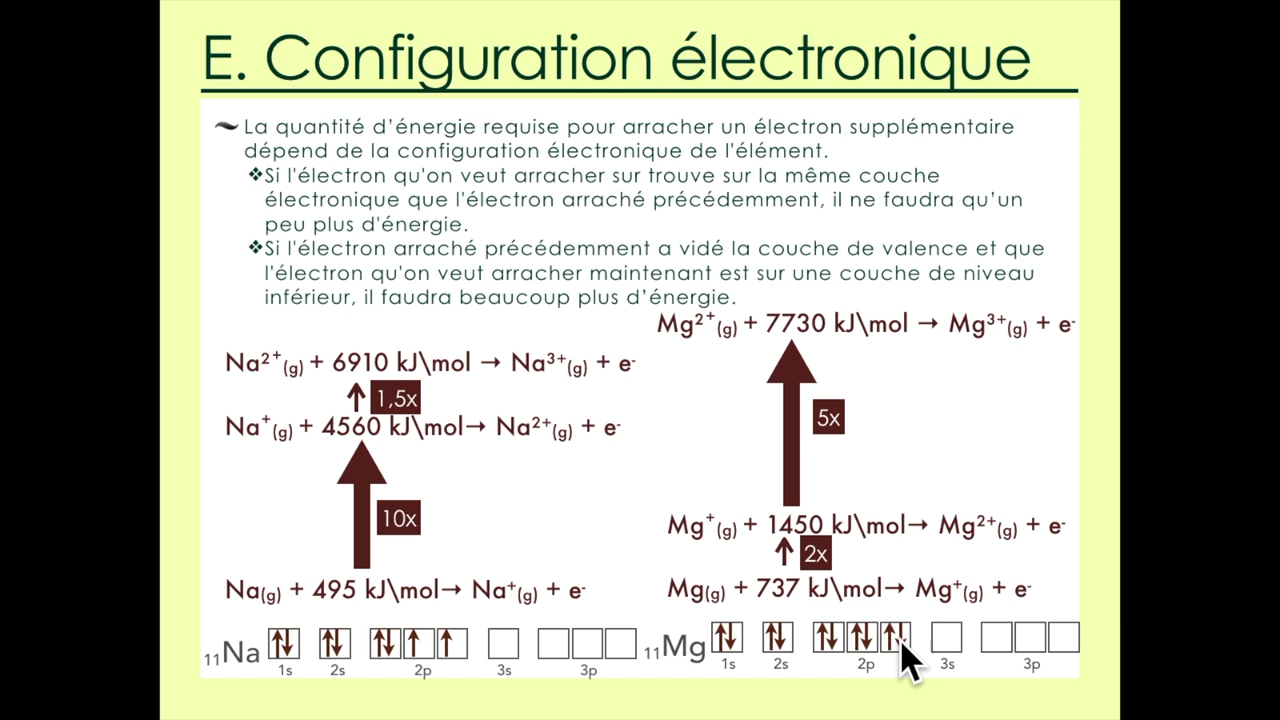 E. Configuration électronique
La quantité d’énergie requise pour arracher un électron supplémentaire
dépend de la configuration électronique de l'élément.
❖Si l'électron qu'on veut arracher sur trouve sur la même couche
électronique que l'électron arraché précédemment, il ne faudra qu’un
peu plus d'énergie.
❖Si l'électron arraché précédemment a vidé la couche de valence et que
l'électron qu'on veut arracher maintenant est sur une couche de niveau
inférieur, il faudra beaucoup plus d’énergie.
Mg²⁺(g) + 7730 kJ\mol → Mg³⁺(g) + e⁻
Na²⁺(g) + 6910 kJ\mol → Na³⁺(g) + e⁻
1,5x
Na⁺(g) + 4560 kJ\mol→ Na²⁺(g) + e⁻
5x
10x
Mg⁺(g) + 1450 kJ\mol→ Mg²⁺(g) + e⁻
2x
Na(g) + 495 kJ\mol→ Na⁺(g) + e⁻
Mg(g) + 737 kJ\mol→ Mg⁺(g) + e⁻
₁₁Na
1s 2s 2p 3s 3p
₁₁Mg
1s 2s 2p 3s 3p